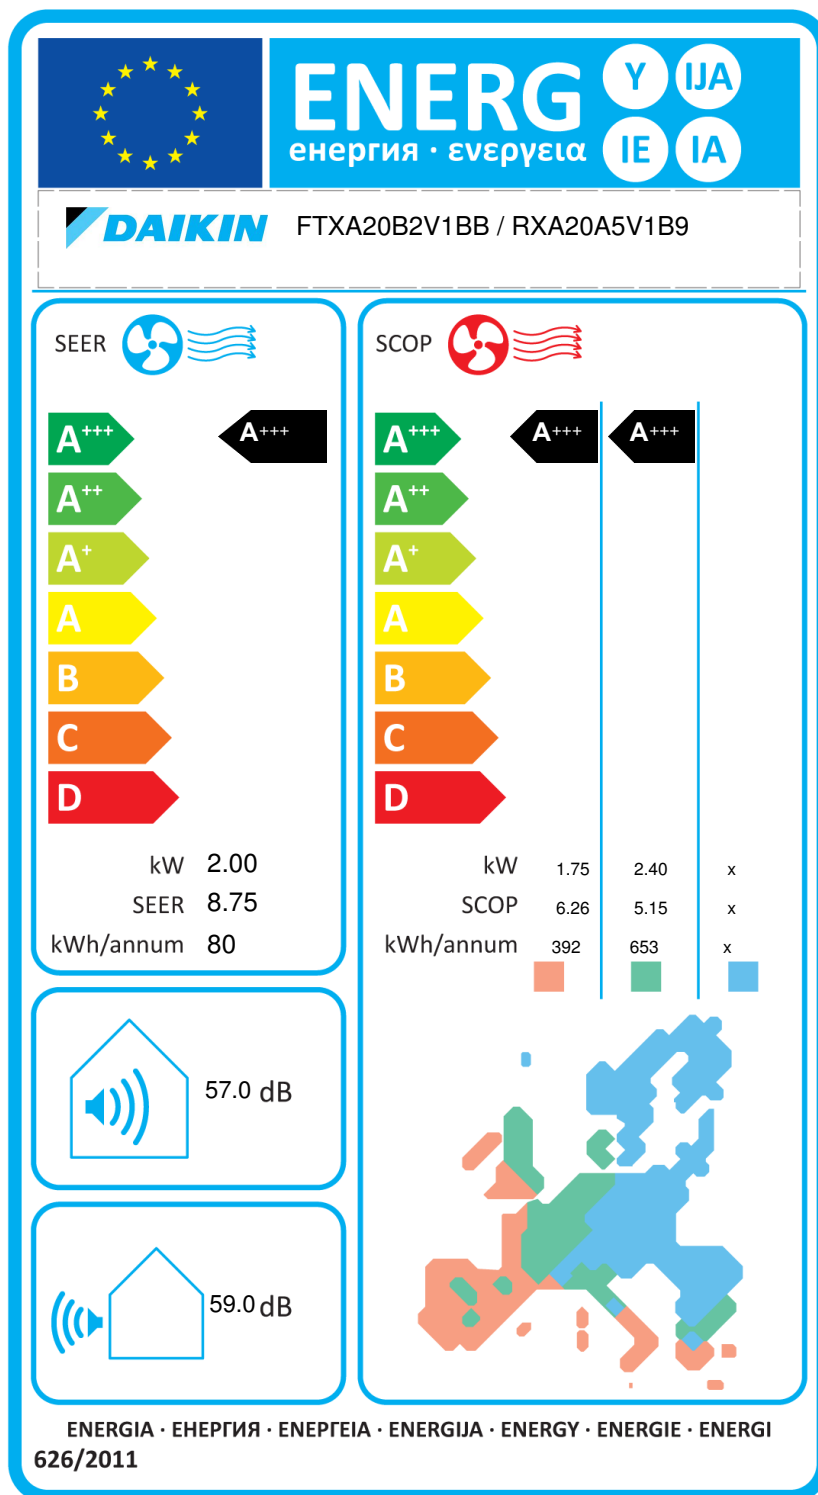 ENERG
енергия · ενεργεια
Y IJA
IE IA
DAIKIN FTXA20B2V1BB / RXA20A5V1B9
SEER
A+++ A+++
A++
A+
A
B
C
D
kW 2.00
SEER 8.75
kWh/annum 80
SCOP
A+++ A+++ A+++
A++
A+
A
B
C
D
kW 1.75 2.40 x
SCOP 6.26 5.15 x
kWh/annum 392 653 x
57.0 dB
59.0 dB
ENERGIA · ЕНЕРГИЯ · ΕΝΕΡΓΕΙΑ · ENERGIJA · ENERGY · ENERGIE · ENERGI
626/2011